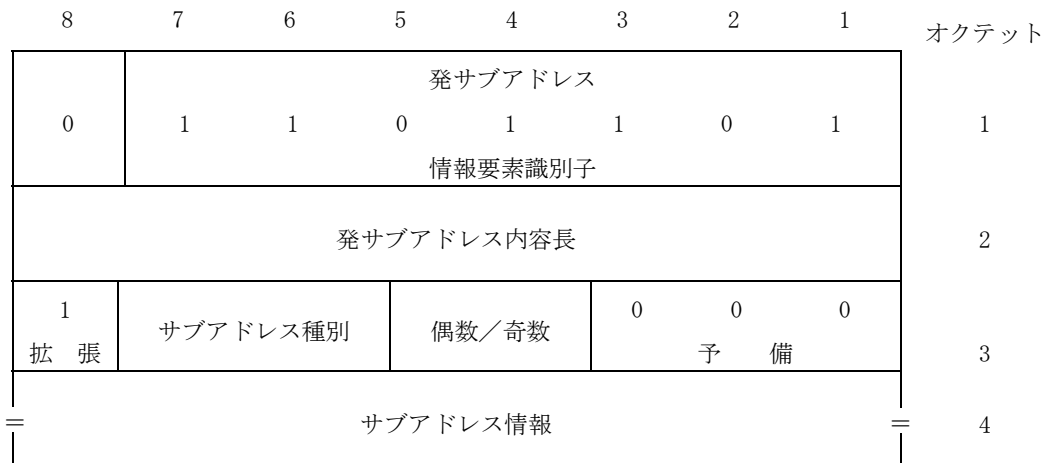 8 7 6 5 4 3 2 1 オクテット
発サブアドレス
0 1 1 0 1 1 0 1 1
情報要素識別子
発サブアドレス内容長 2
1 サブアドレス種別 偶数／奇数 0 0 0
拡 張 予 備 3
= サブアドレス情報 = 4